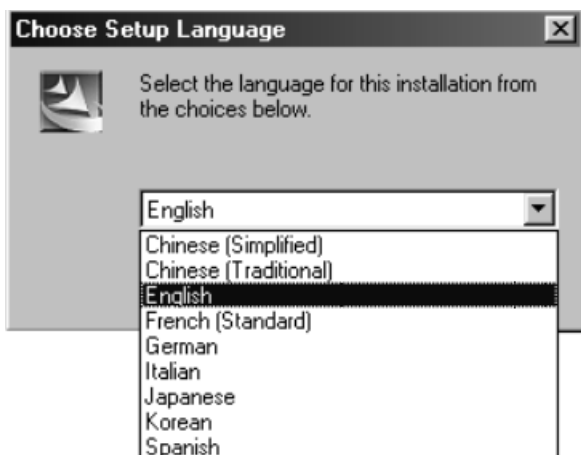 Choose Setup Language
Select the language for this installation from
the choices below.
English
Chinese (Simplified)
Chinese (Traditional)
English
French (Standard)
German
Italian
Japanese
Korean
Spanish